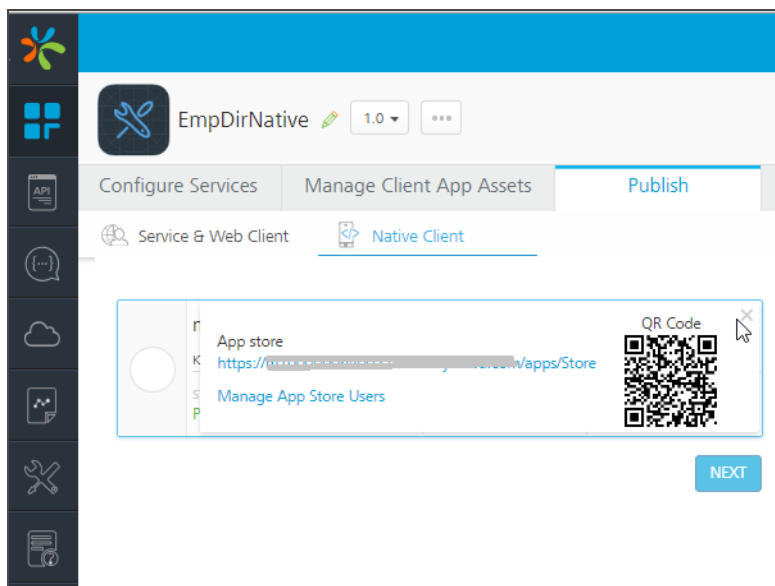 EmpDirNative 1.0
Configure Services Manage Client App Assets Publish
API
Service & Web Client Native Client
{...}
App store
https:// .com/apps/Store
Manage App Store Users
QR Code
NEXT